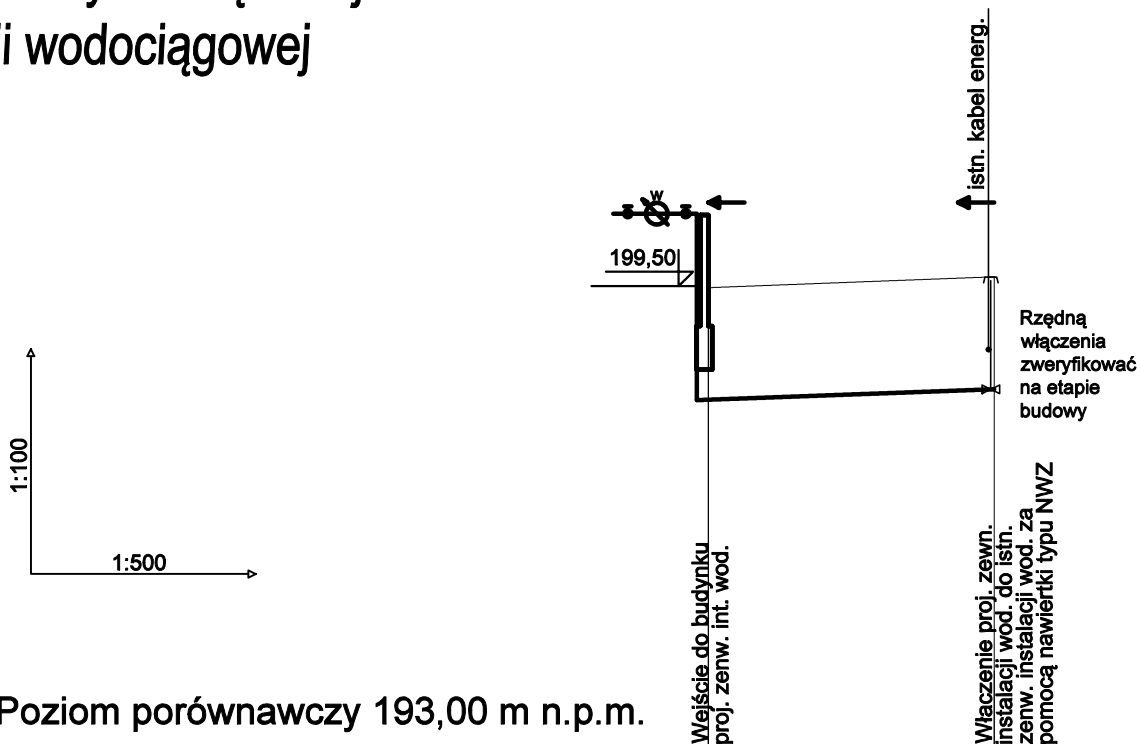 i wodociągowej
istn. kabel energ.
W
199,50
Rzędną
włączenia
zweryfikować
na etapie
budowy
1:100
1:500
Wejście do budynku
proj. zenw. int. wod.
Włączenie proj. zewn.
instalacji wod. do istn.
zenw. instalacji wod. za
pomocą nawiertki typu NWZ
Poziom porównawczy 193,00 m n.p.m.